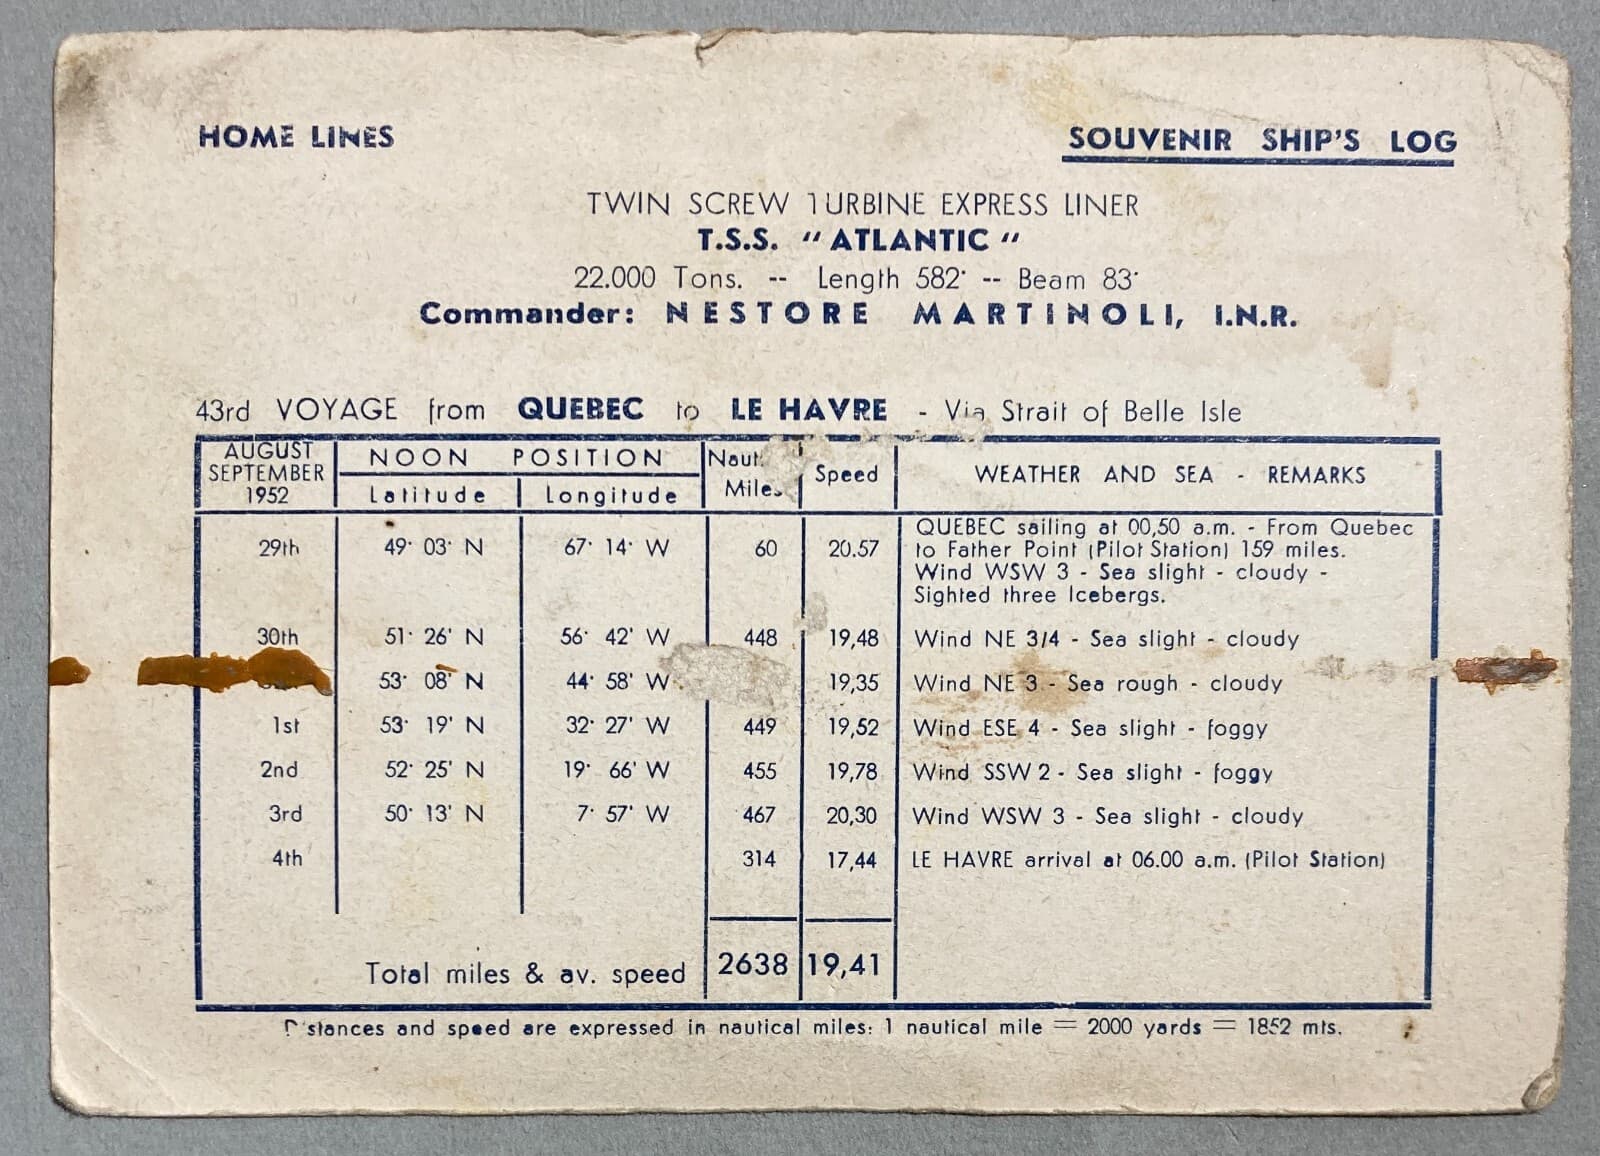 HOME LINES
SOUVENIR SHIP'S LOG
TWIN SCREW TURBINE EXPRESS LINER
T.S.S. "ATLANTIC"
22.000 Tons. -- Length 582' -- Beam 83'
Commander: NESTORE MARTINOLI, I.N.R.
43rd VOYAGE from QUEBEC to LE HAVRE - Via Strait of Belle Isle
AUGUST SEPTEMBER 1952 NOON POSITION Latitude Longitude Naut. Miles Speed WEATHER AND SEA - REMARKS
29th 49· 03· N 67· 14· W 60 20.57 QUEBEC sailing at 00,50 a.m. - From Quebec
to Father Point (Pilot Station) 159 miles.
Wind WSW 3 - Sea slight - cloudy -
Sighted three Icebergs.
30th 51· 26' N 56· 42' W 448 19,48 Wind NE 3/4 - Sea slight - cloudy
53· 08' N 44· 58' W 19,35 Wind NE 3 - Sea rough - cloudy
1st 53· 19' N 32· 27' W 449 19,52 Wind ESE 4 - Sea slight - foggy
2nd 52· 25' N 19· 66' W 455 19,78 Wind SSW 2 - Sea slight - foggy
3rd 50· 13' N 7· 57' W 467 20,30 Wind WSW 3 - Sea slight - cloudy
4th 314 17,44 LE HAVRE arrival at 06.00 a.m. (Pilot Station)
Total miles & av. speed 2638 19,41
Distances and speed are expressed in nautical miles: 1 nautical mile = 2000 yards = 1852 mts.